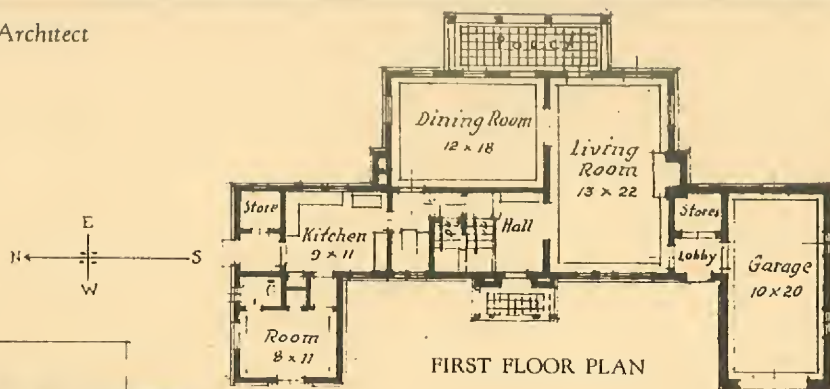 Architect
Porch
Dining Room
12 x 18
Living
Room
13 x 22
E
N
S
W
Store
Kitchen
9 x 11
Hall
Stores
Lobby
Garage
10 x 20
Room
8 x 11
FIRST FLOOR PLAN